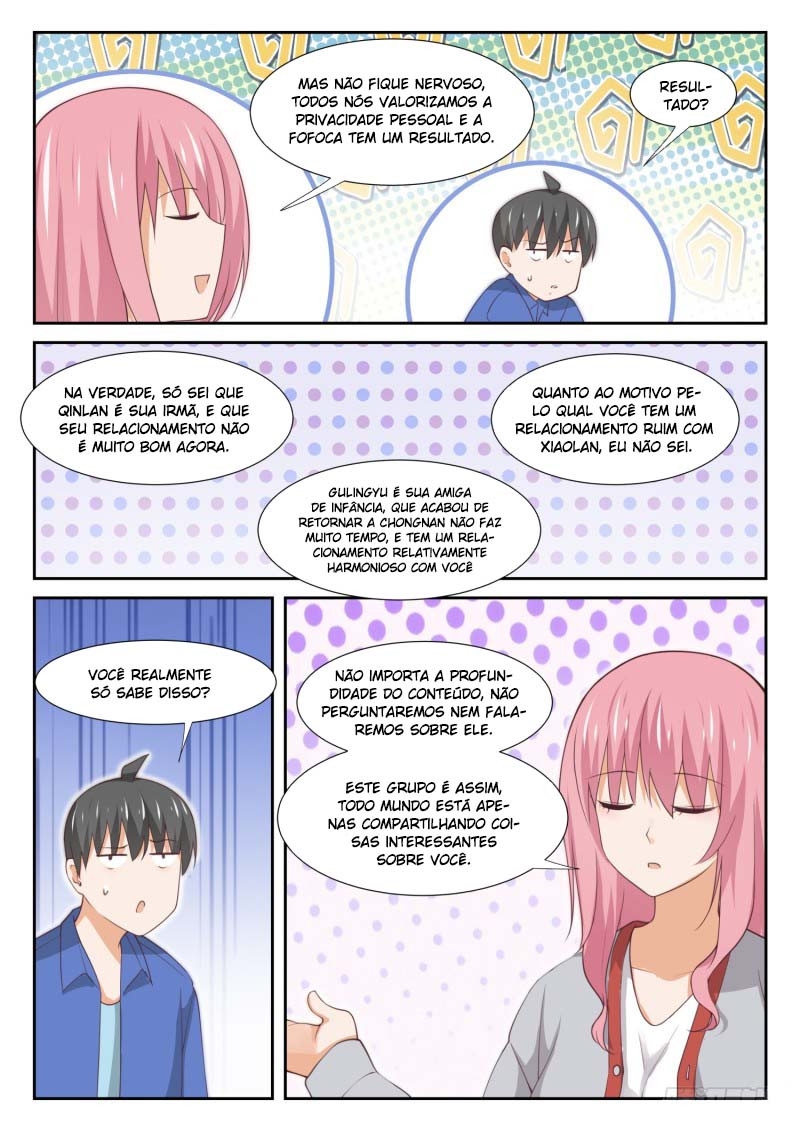 MAS NÃO FIQUE NERVOSO,
TODOS NÓS VALORIZAMOS A
PRIVACIDADE PESSOAL E A
FOFOCA TEM UM RESULTADO.
RESUL-
TADO?
NA VERDADE, SÓ SEI QUE
QINLAN É SUA IRMÃ, E QUE
SEU RELACIONAMENTO NÃO
É MUITO BOM AGORA.
QUANTO AO MOTIVO PE-
LO QUAL VOCÊ TEM UM
RELACIONAMENTO RUIM COM
XIAOLAN, EU NÃO SEI.
GULINGYU É SUA AMIGA
DE INFÂNCIA, QUE ACABOU DE
RETORNAR A CHONGNAN NÃO FAZ
MUITO TEMPO, E TEM UM RELA-
CIONAMENTO RELATIVAMENTE
HARMONIOSO COM VOCÊ
VOCÊ REALMENTE
SÓ SABE DISSO?
NÃO IMPORTA A PROFUN-
DIDADE DO CONTEÚDO, NÃO
PERGUNTAREMOS NEM FALA-
REMOS SOBRE ELE.
ESTE GRUPO É ASSIM,
TODO MUNDO ESTÁ APE-
NAS COMPARTILHANDO COI-
SAS INTERESSANTES
SOBRE VOCÊ.